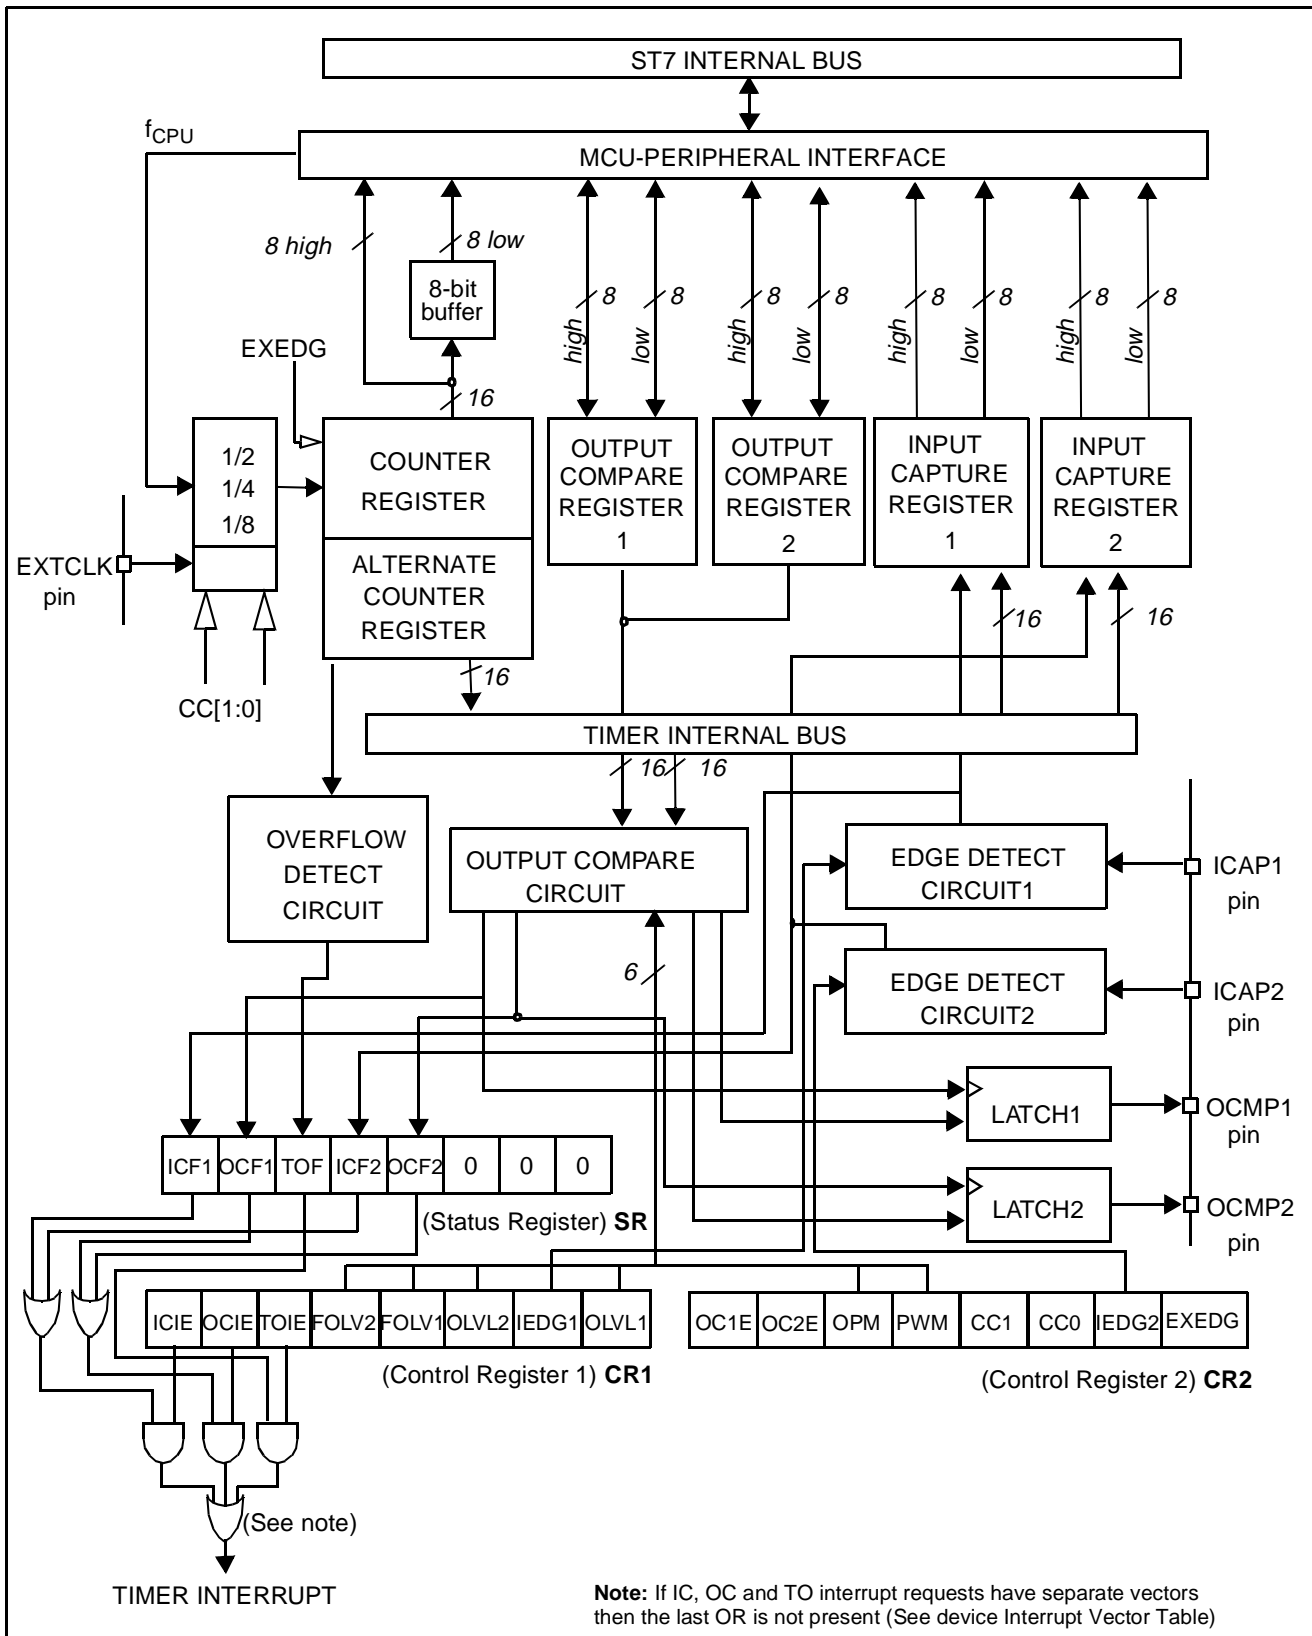 ST7 INTERNAL BUS
fCPU
MCU-PERIPHERAL INTERFACE
8 high
8 low
8-bit
buffer
8
8
8
8
8
8
8
8
high
low
high
low
high
low
high
low
EXEDG
16
1/2
1/4
1/8
COUNTER
REGISTER
OUTPUT
COMPARE
REGISTER
1
OUTPUT
COMPARE
REGISTER
2
INPUT
CAPTURE
REGISTER
1
INPUT
CAPTURE
REGISTER
2
EXTCLK
pin
ALTERNATE
COUNTER
REGISTER
16
16
16
CC[1:0]
TIMER INTERNAL BUS
16
16
OVERFLOW
DETECT
CIRCUIT
OUTPUT COMPARE
CIRCUIT
EDGE DETECT
CIRCUIT1
ICAP1
pin
6
EDGE DETECT
CIRCUIT2
ICAP2
pin
LATCH1
OCMP1
pin
ICF1 OCF1 TOF ICF2 OCF2 0 0 0
(Status Register) SR
LATCH2
OCMP2
pin
ICIE OCIE TOIE FOLV2 FOLV1 OLVL2 IEDG1 OLVL1
(Control Register 1) CR1
OC1E OC2E OPM PWM CC1 CC0 IEDG2 EXEDG
(Control Register 2) CR2
(See note)
TIMER INTERRUPT
Note: If IC, OC and TO interrupt requests have separate vectors
then the last OR is not present (See device Interrupt Vector Table)